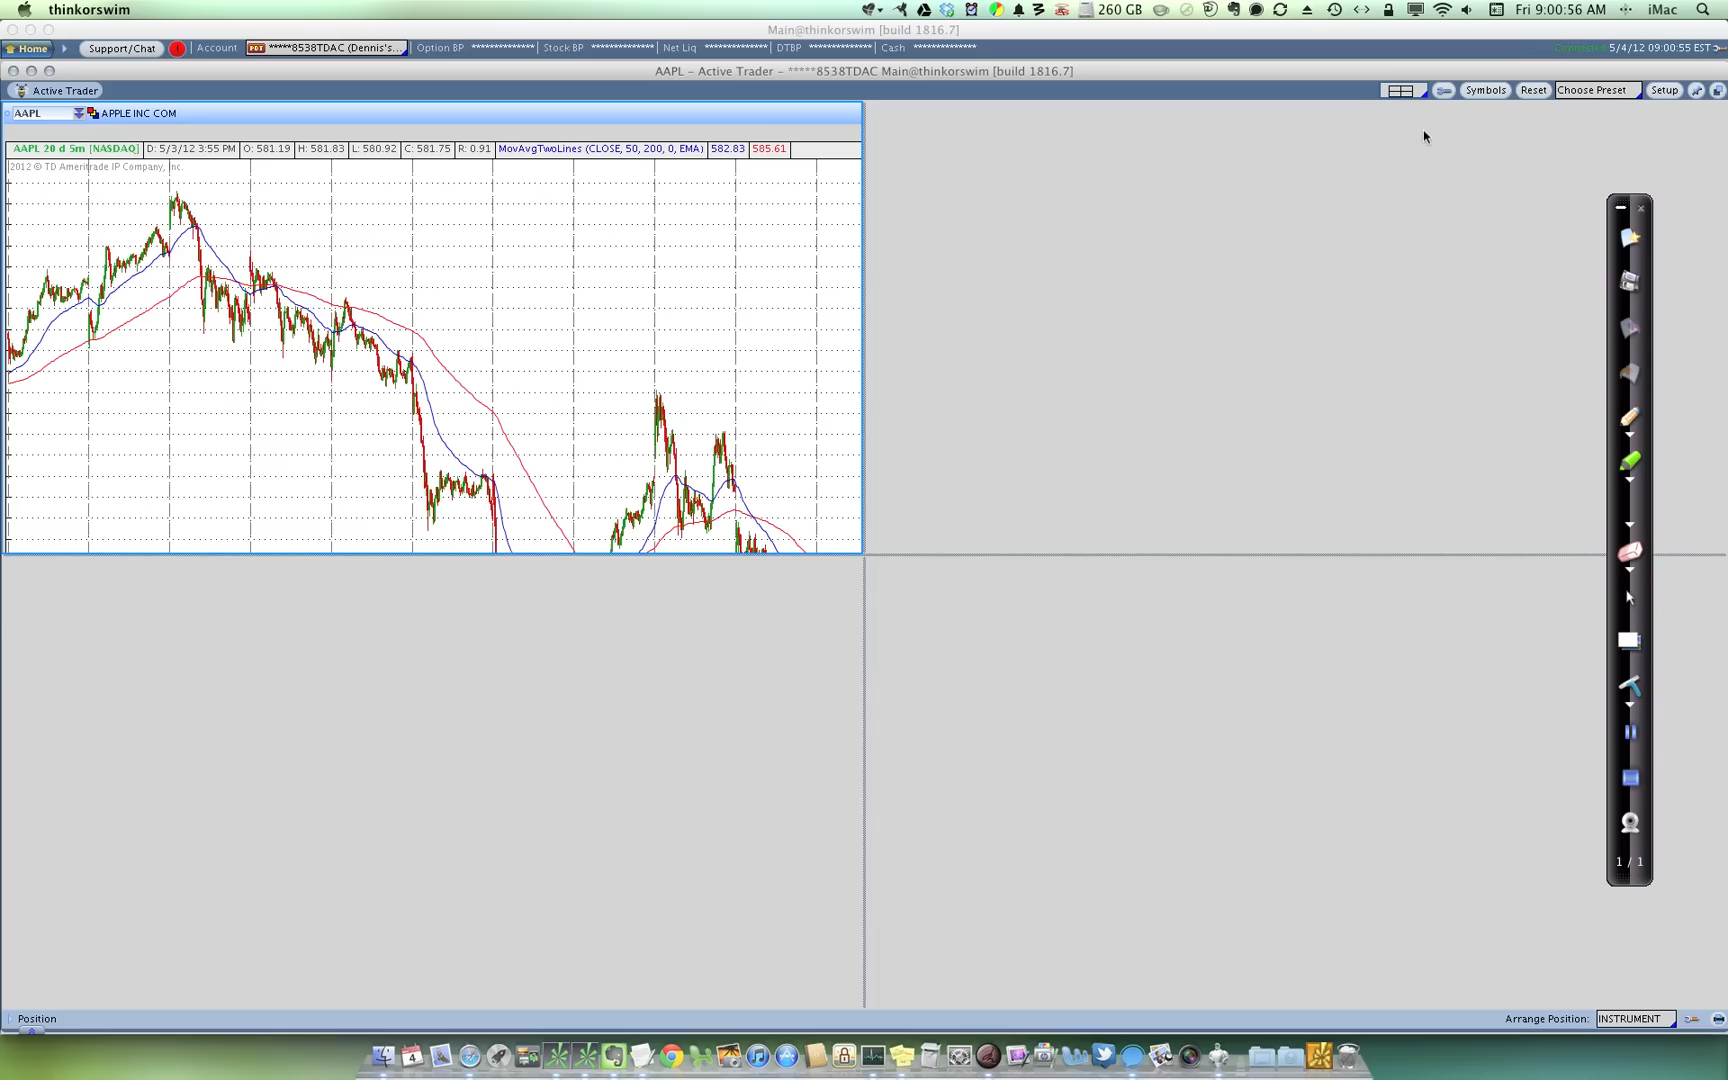 thinkorswim 260 GB Fri 9:00:56 AM iMac
Main@thinkorswim [build 1816.7]
Home Support/Chat ! Account PDT *****8538TDAC (Dennis's... Option BP ************** Stock BP ************** Net Liq ************** DTBP ************** Cash ************** Connected 5/4/12 09:00:55 EST
AAPL – Active Trader – *****8538TDAC Main@thinkorswim [build 1816.7]
Active Trader Symbols Reset Choose Preset Setup
AAPL APPLE INC COM
AAPL 20 d 5m [NASDAQ] D: 5/3/12 3:55 PM O: 581.19 H: 581.83 L: 580.92 C: 581.75 R: 0.91 MovAvgTwoLines (CLOSE, 50, 200, 0, EMA) 582.83 585.61
2012 © TD Ameritrade IP Company, Inc.
1 / 1
Position Arrange Position: INSTRUMENT
4